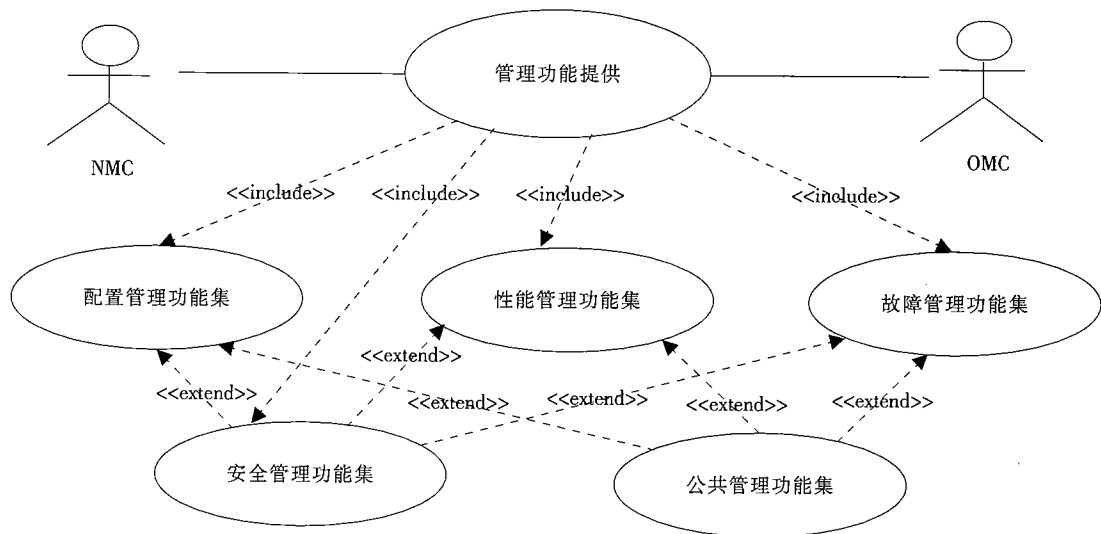 管理功能提供
NMC
OMC
<<include>>
<<include>>
<<include>>
<<include>>
配置管理功能集
性能管理功能集
故障管理功能集
<<extend>>
<<extend>>
<<extend>>
<<extend>>
<<extend>>
<<extend>>
安全管理功能集
公共管理功能集